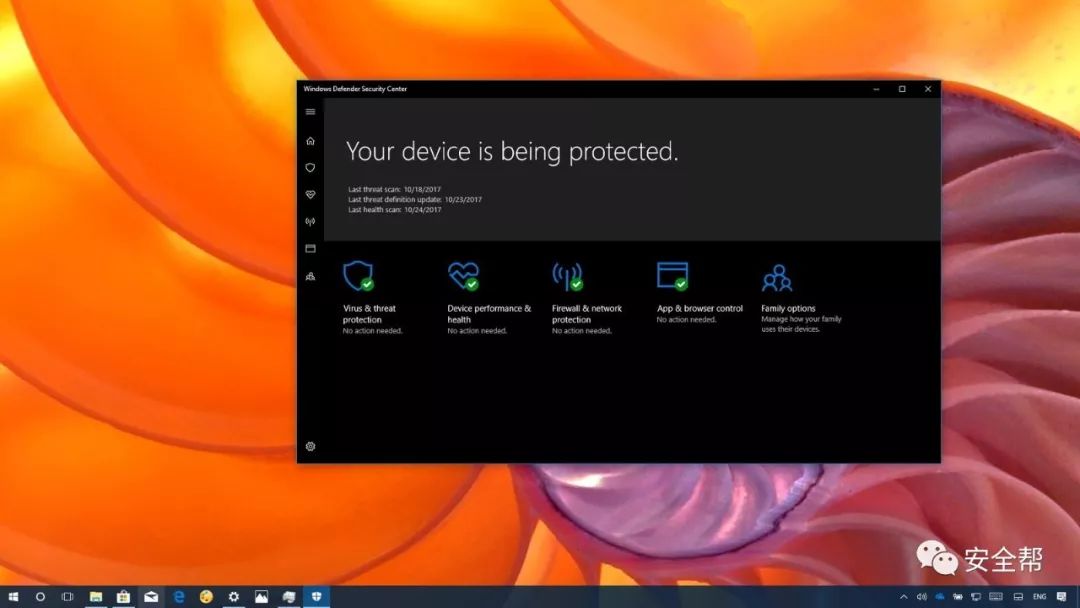 Windows Defender Security Center
Your device is being protected.
Last threat scan: 10/18/2017
Last threat definition update: 10/23/2017
Last health scan: 10/24/2017
Virus & threat
protection
No action needed.
Device performance &
health
No action needed.
Firewall & network
protection
No action needed.
App & browser control
No action needed.
Family options
Manage how your family
uses their devices.
安全帮
ENG